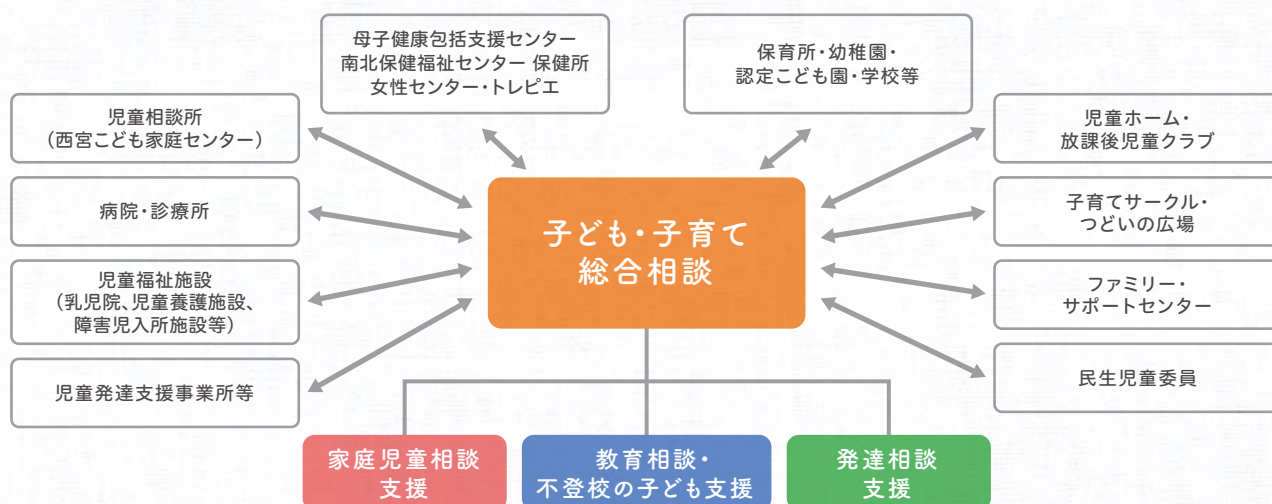 母子健康包括支援センター
南北保健福祉センター 保健所
女性センター・トレピエ
保育所・幼稚園・
認定こども園・学校等
児童相談所
（西宮こども家庭センター）
病院・診療所
児童福祉施設
（乳児院、児童養護施設、
障害児入所施設等）
児童発達支援事業所等
子ども・子育て
総合相談
児童ホーム・
放課後児童クラブ
子育てサークル・
つどいの広場
ファミリー・
サポートセンター
民生児童委員
家庭児童相談
支援
教育相談・
不登校の子ども支援
発達相談
支援